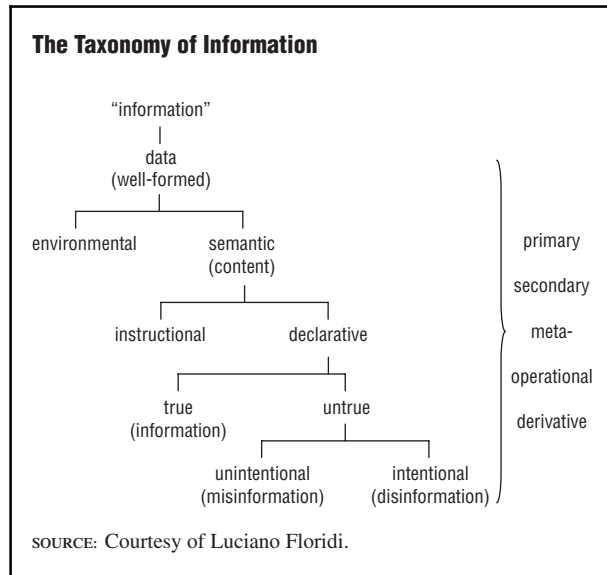 The Taxonomy of Information
“information”
data
(well-formed)
environmental
semantic
(content)
instructional
declarative
true
(information)
untrue
unintentional
(misinformation)
intentional
(disinformation)
primary
secondary
meta-
operational
derivative
SOURCE: Courtesy of Luciano Floridi.